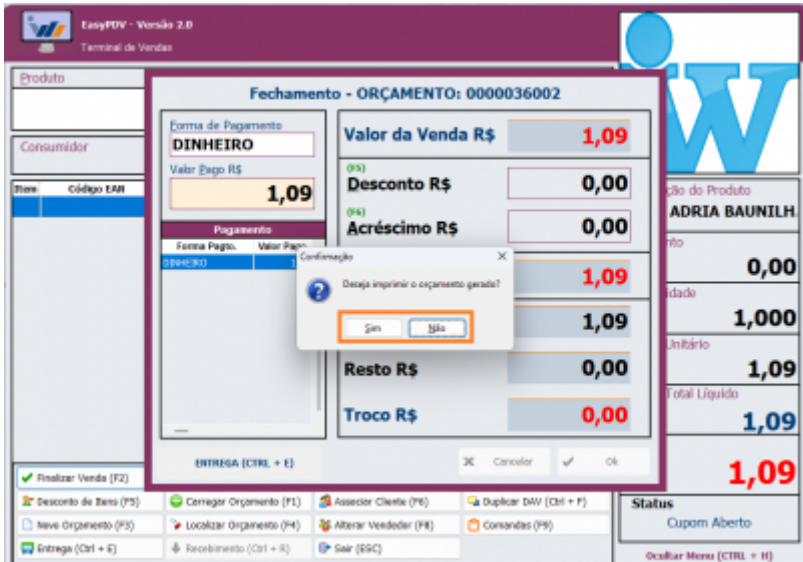 EasyPDV - Versão 2.0
Terminal de Vendas
Produto
Consumidor
Item Código EAN
Fechamento - ORÇAMENTO: 0000036002
Forma de Pagamento
DINHEIRO
Valor Pago R$
1,09
Pagamento
Forma Pagto. Valor Pago
DINHEIRO
Valor da Venda R$ 1,09
(F5)
Desconto R$ 0,00
(F6)
Acréscimo R$ 0,00
1,09
1,09
Resto R$ 0,00
Troco R$ 0,00
Confirmação
Deseja imprimir o orçamento gerado?
Sim Não
ENTREGA (CTRL + E)
Cancelar Ok
ção do Produto
ADRIA BAUNILH
nto
0,00
idade
1,000
Unitário
1,09
Total Líquido
1,09
1,09
Status
Cupom Aberto
Ocultar Menu (CTRL + H)
Finalizar Venda (F2)
Desconto de Itens (F5) Carregar Orçamento (F1) Associar Cliente (F6) Duplicar DAV (Ctrl + F)
Novo Orçamento (F3) Localizar Orçamento (F4) Alterar Vendedor (F8) Comandas (F9)
Entrega (Ctrl + E) Recebimento (Ctrl + R) Sair (ESC)